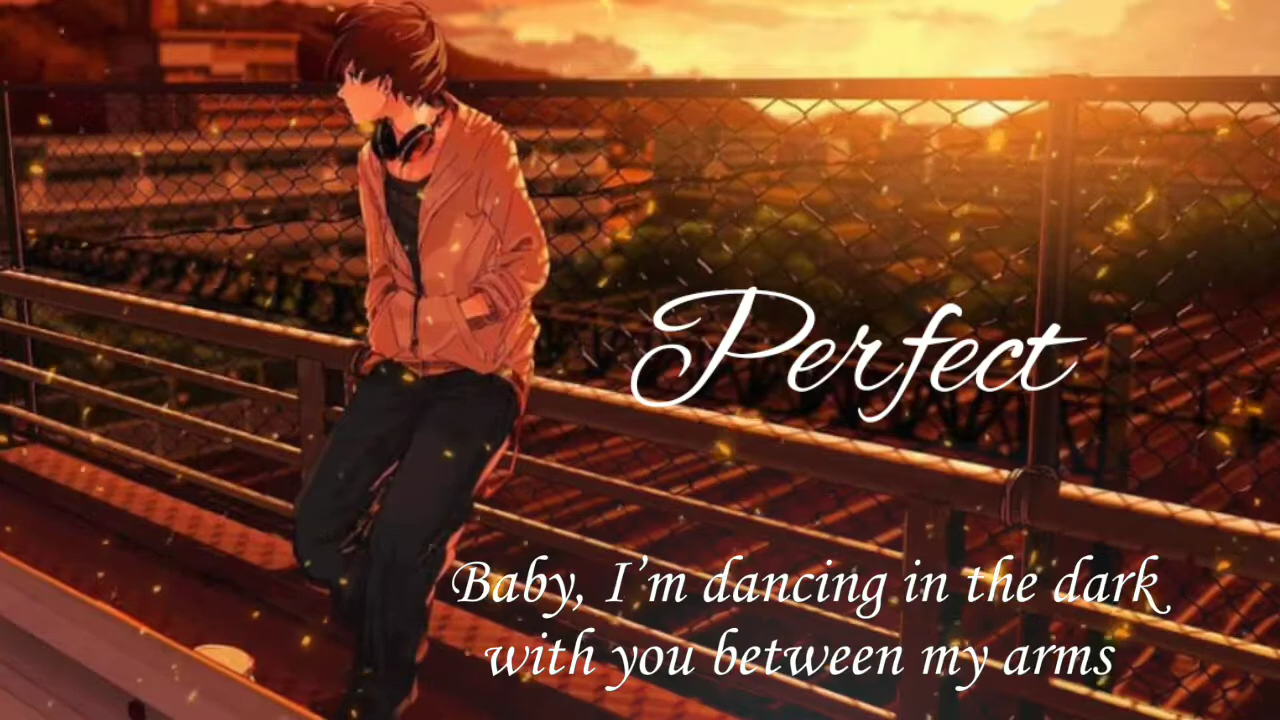 Perfect
Baby, I’m dancing in the dark
with you between my arms